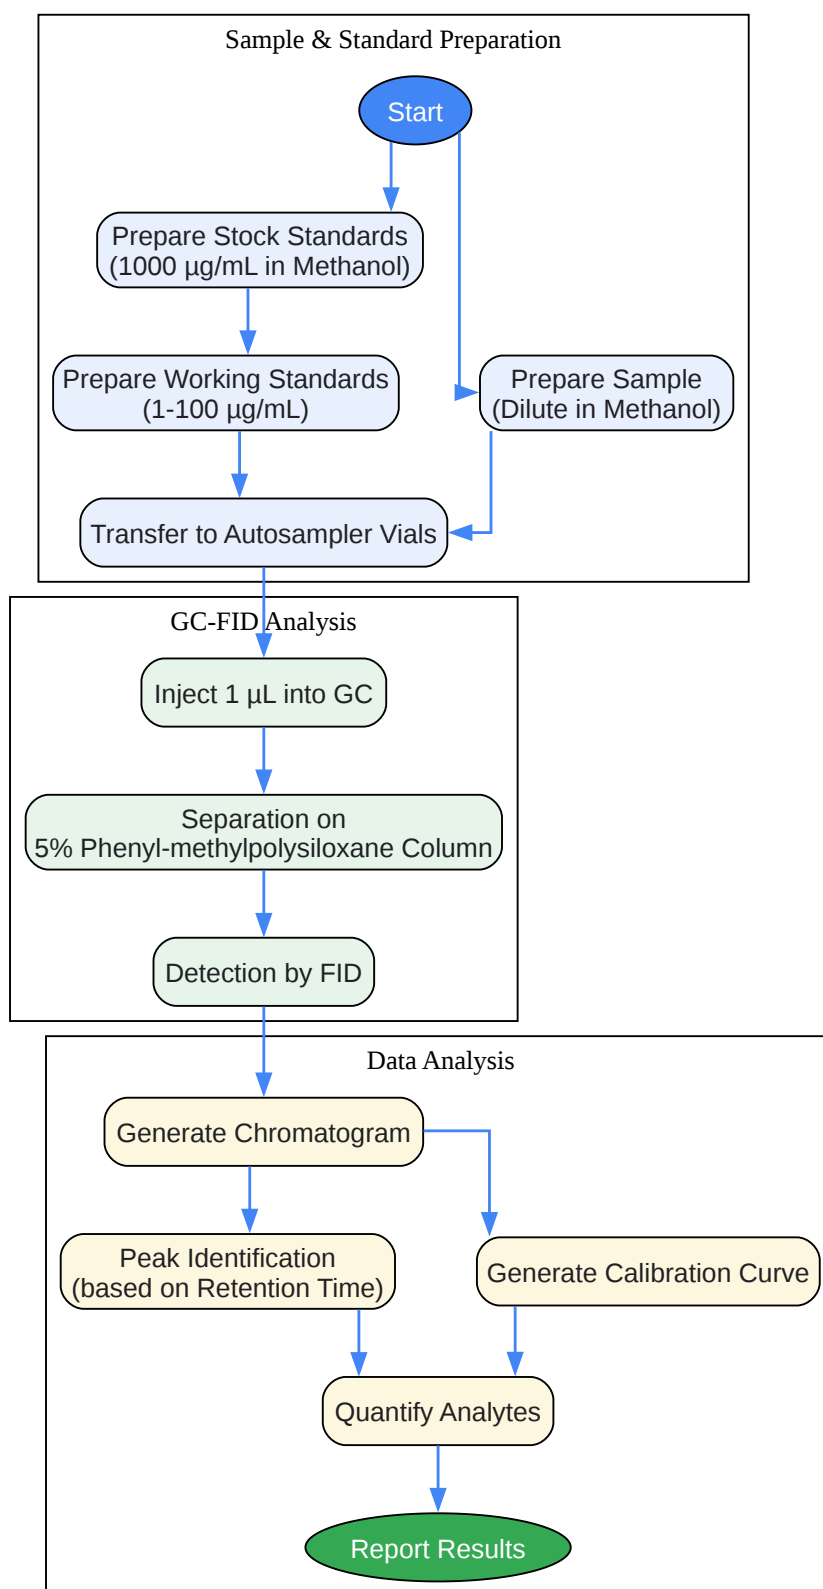 Sample & Standard Preparation
Start
Prepare Stock Standards
(1000 µg/mL in Methanol)
Prepare Working Standards
(1-100 µg/mL)
Prepare Sample
(Dilute in Methanol)
Transfer to Autosampler Vials
GC-FID Analysis
Inject 1 µL into GC
Separation on
5% Phenyl-methylpolysiloxane Column
Detection by FID
Data Analysis
Generate Chromatogram
Peak Identification
(based on Retention Time)
Generate Calibration Curve
Quantify Analytes
Report Results